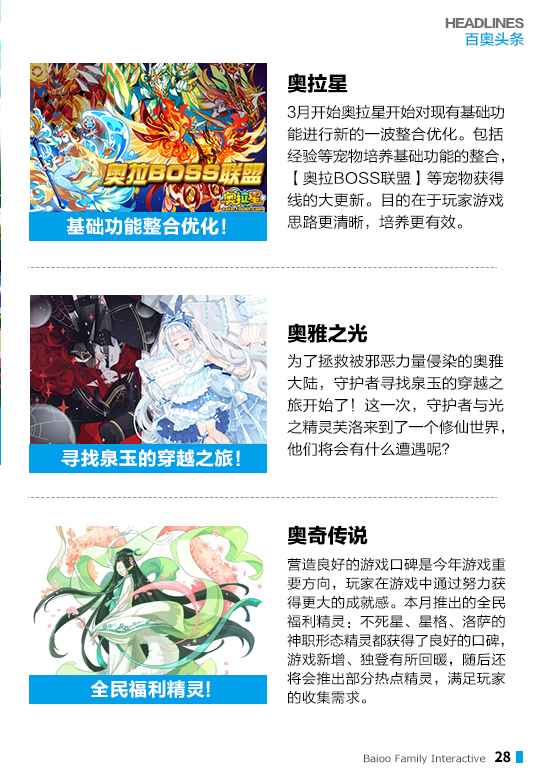 HEADLINES
百奥头条
奥拉BOSS联盟
奥拉星
基础功能整合优化!
奥拉星
3月开始奥拉星开始对现有基础功
能进行新的一波整合优化。包括
经验等宠物培养基础功能的整合，
【奥拉BOSS联盟】等宠物获得
线的大更新。目的在于玩家游戏
思路更清晰，培养更有效。
寻找泉玉的穿越之旅!
奥雅之光
为了拯救被邪恶力量侵染的奥雅
大陆，守护者寻找泉玉的穿越之
旅开始了！这一次，守护者与光
之精灵芙洛来到了一个修仙世界，
他们将会有什么遭遇呢?
全民福利精灵!
奥奇传说
营造良好的游戏口碑是今年游戏重
要方向，玩家在游戏中通过努力获
得更大的成就感。本月推出的全民
福利精灵：不死星、星格、洛萨的
神职形态精灵都获得了良好的口碑，
游戏新增、独登有所回暖，随后还
将会推出部分热点精灵，满足玩家
的收集需求。
Baioo Family Interactive 28